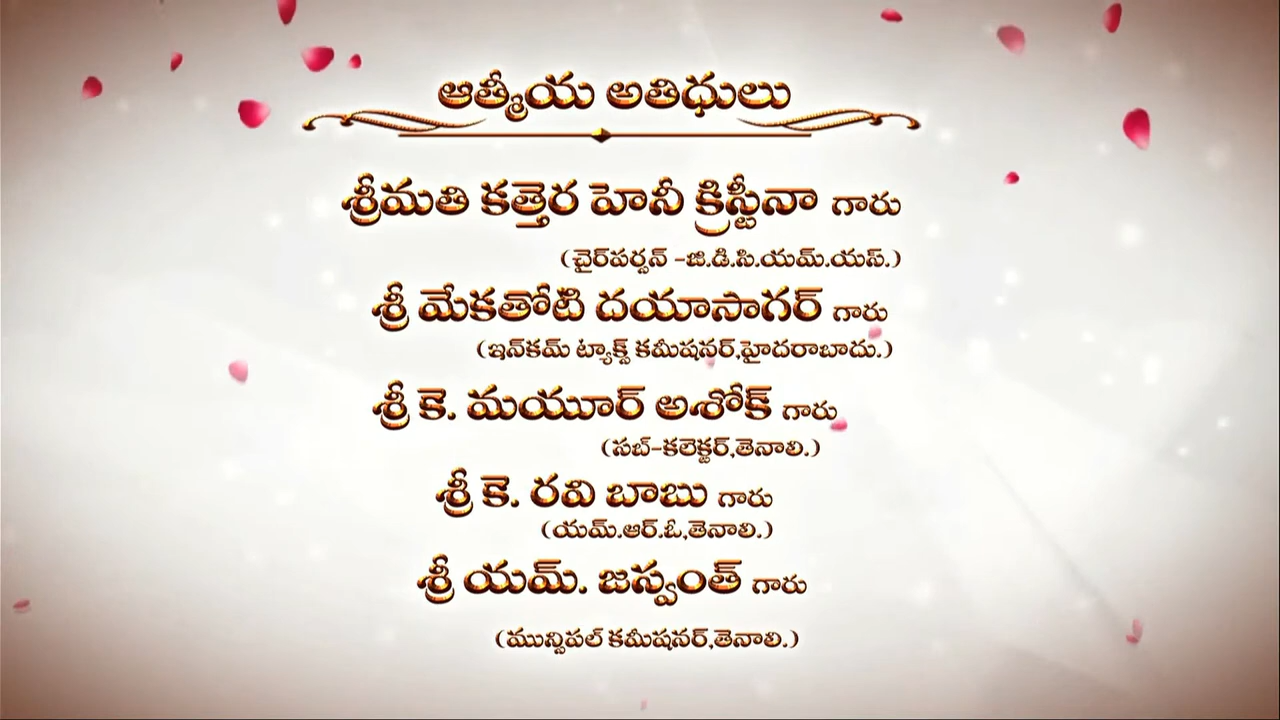 ఆత్మీయ అతిధులు
శ్రీమతి కత్తెర హెనీ క్రిస్టీనా గారు
(చైర్‌పర్సన్ -జి.డి.సి.యమ్.యస్.)
శ్రీ మేకతోటి దయాసాగర్ గారు
(ఇన్‌కమ్ ట్యాక్స్ కమీషనర్,హైదరాబాదు.)
శ్రీ కె. మయూర్ అశోక్ గారు
(సబ్-కలెక్టర్,తెనాలి.)
శ్రీ కె. రవి బాబు గారు
(యమ్.ఆర్.ఓ,తెనాలి.)
శ్రీ యమ్. జస్వంత్ గారు
(మున్సిపల్ కమీషనర్,తెనాలి.)